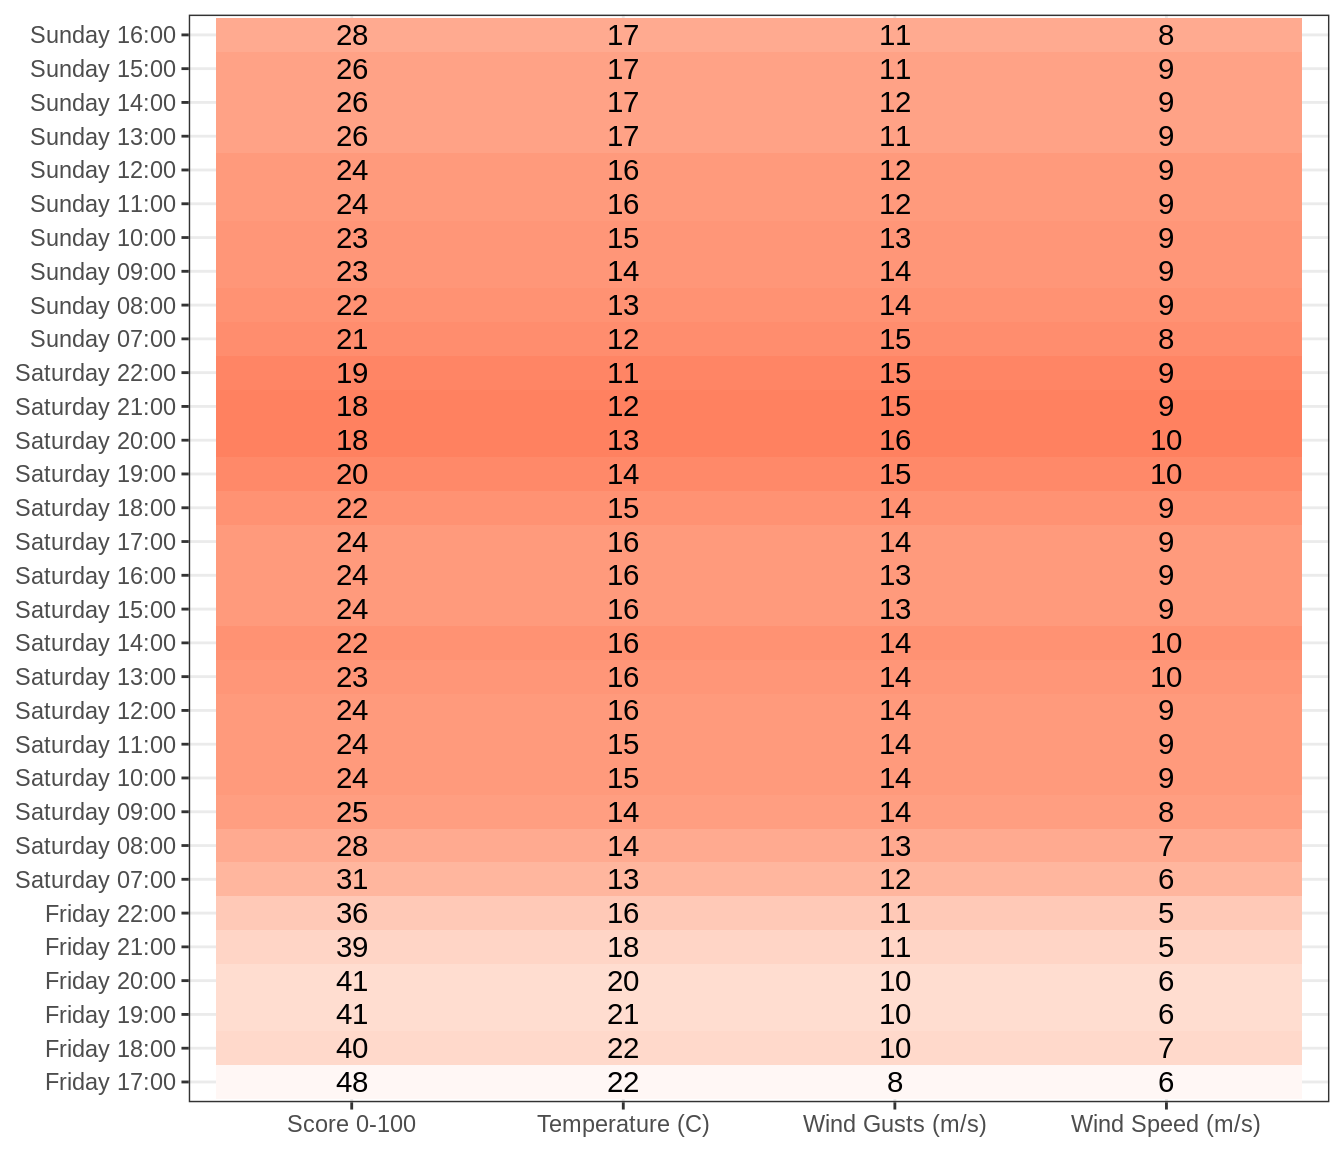 Sunday 16:00 28 17 11 8
Sunday 15:00 26 17 11 9
Sunday 14:00 26 17 12 9
Sunday 13:00 26 17 11 9
Sunday 12:00 24 16 12 9
Sunday 11:00 24 16 12 9
Sunday 10:00 23 15 13 9
Sunday 09:00 23 14 14 9
Sunday 08:00 22 13 14 9
Sunday 07:00 21 12 15 8
Saturday 22:00 19 11 15 9
Saturday 21:00 18 12 15 9
Saturday 20:00 18 13 16 10
Saturday 19:00 20 14 15 10
Saturday 18:00 22 15 14 9
Saturday 17:00 24 16 14 9
Saturday 16:00 24 16 13 9
Saturday 15:00 24 16 13 9
Saturday 14:00 22 16 14 10
Saturday 13:00 23 16 14 10
Saturday 12:00 24 16 14 9
Saturday 11:00 24 15 14 9
Saturday 10:00 24 15 14 9
Saturday 09:00 25 14 14 8
Saturday 08:00 28 14 13 7
Saturday 07:00 31 13 12 6
Friday 22:00 36 16 11 5
Friday 21:00 39 18 11 5
Friday 20:00 41 20 10 6
Friday 19:00 41 21 10 6
Friday 18:00 40 22 10 7
Friday 17:00 48 22 8 6
Score 0-100 Temperature (C) Wind Gusts (m/s) Wind Speed (m/s)